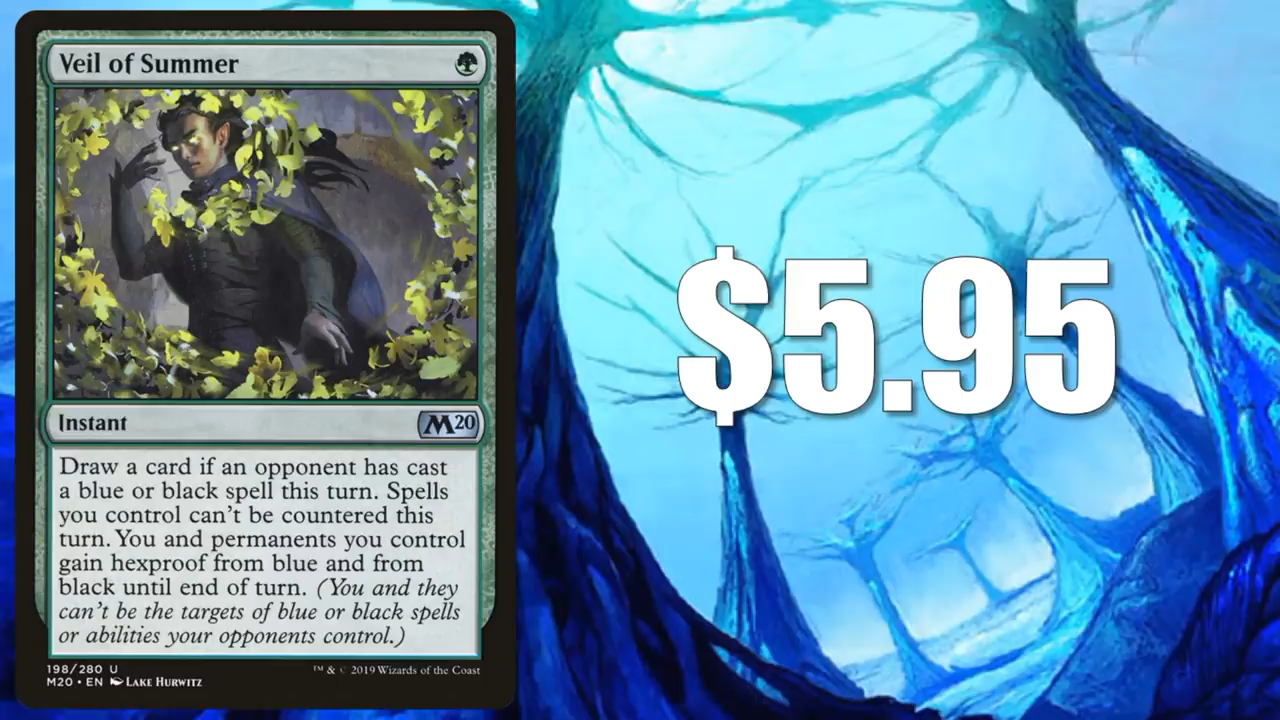 Veil of Summer
Instant
M20
Draw a card if an opponent has cast
a blue or black spell this turn. Spells
you control can't be countered this
turn. You and permanents you control
gain hexproof from blue and from
black until end of turn. (You and they
can't be the targets of blue or black spells
or abilities your opponents control.)
198/280 U
M20 • EN LAKE HURWITZ
™ & © 2019 Wizards of the Coast
$5.95